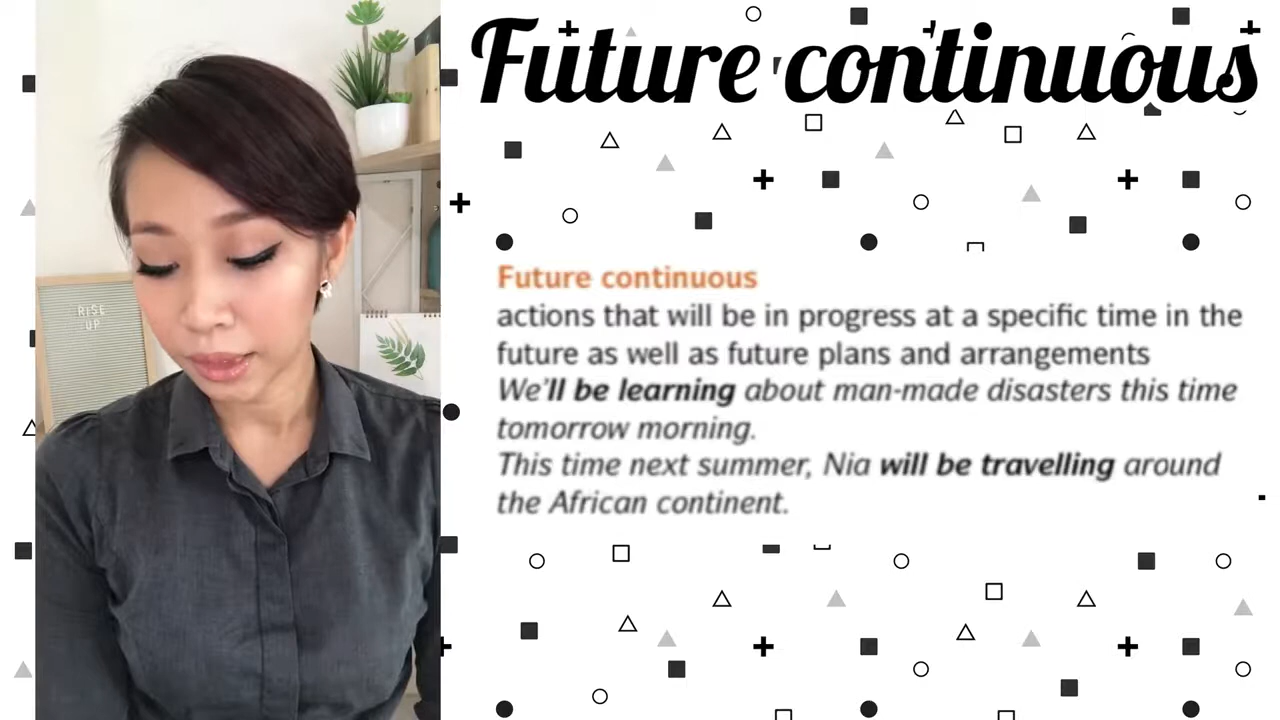 Future continuous
RISE
UP
Future continuous
actions that will be in progress at a specific time in the
future as well as future plans and arrangements
We'll be learning about man-made disasters this time
tomorrow morning.
This time next summer, Nia will be travelling around
the African continent.